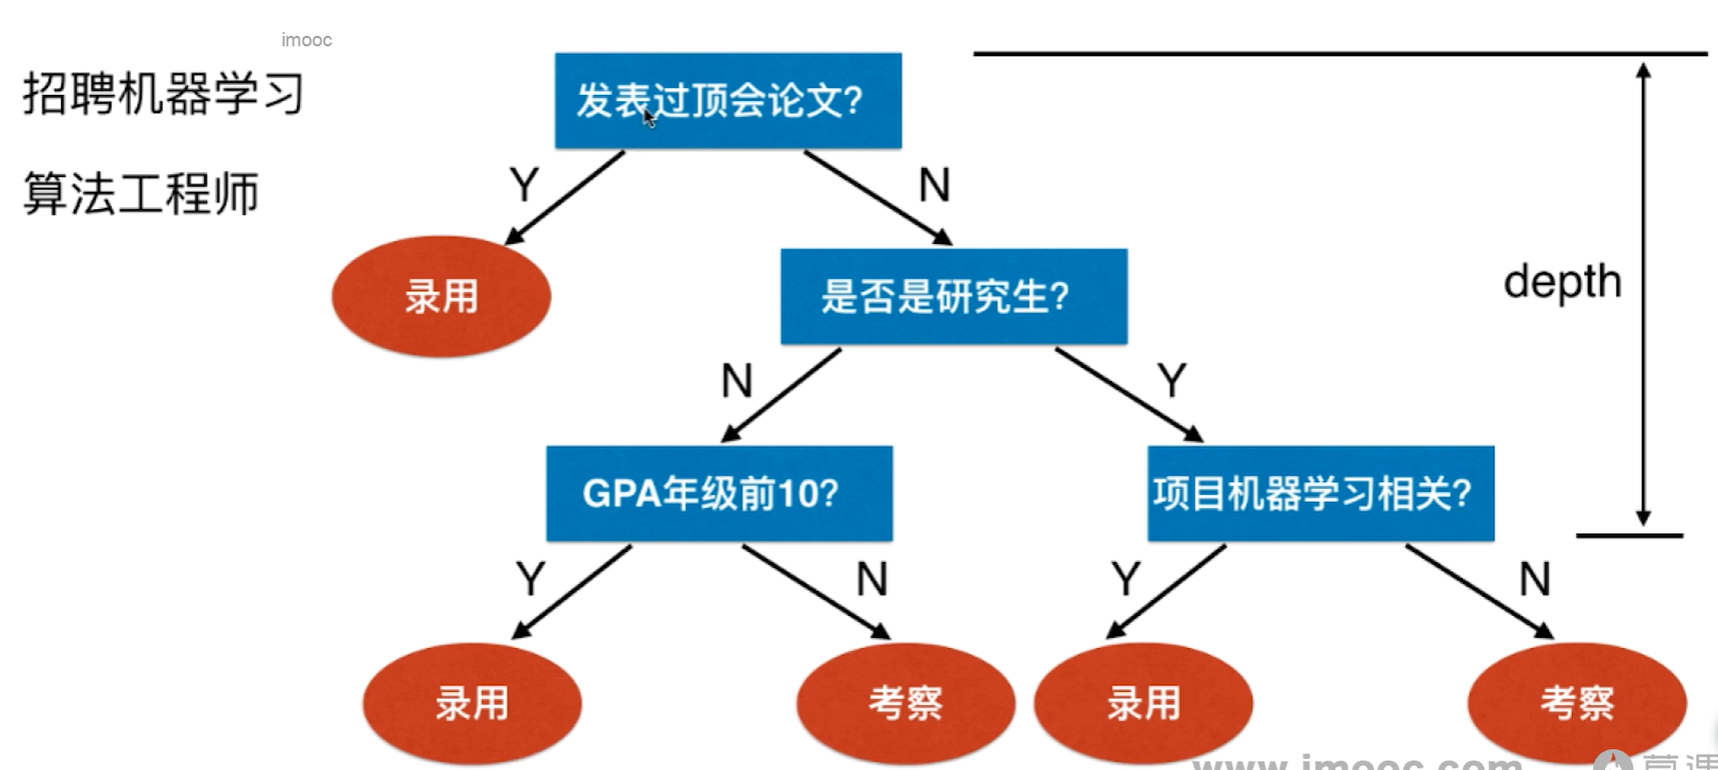 imooc
招聘机器学习
算法工程师
发表过顶会论文?
Y
N
录用
是否是研究生?
depth
N
Y
GPA年级前10?
项目机器学习相关?
Y
N
Y
N
录用
考察
录用
考察
www.imooc.com
慕课